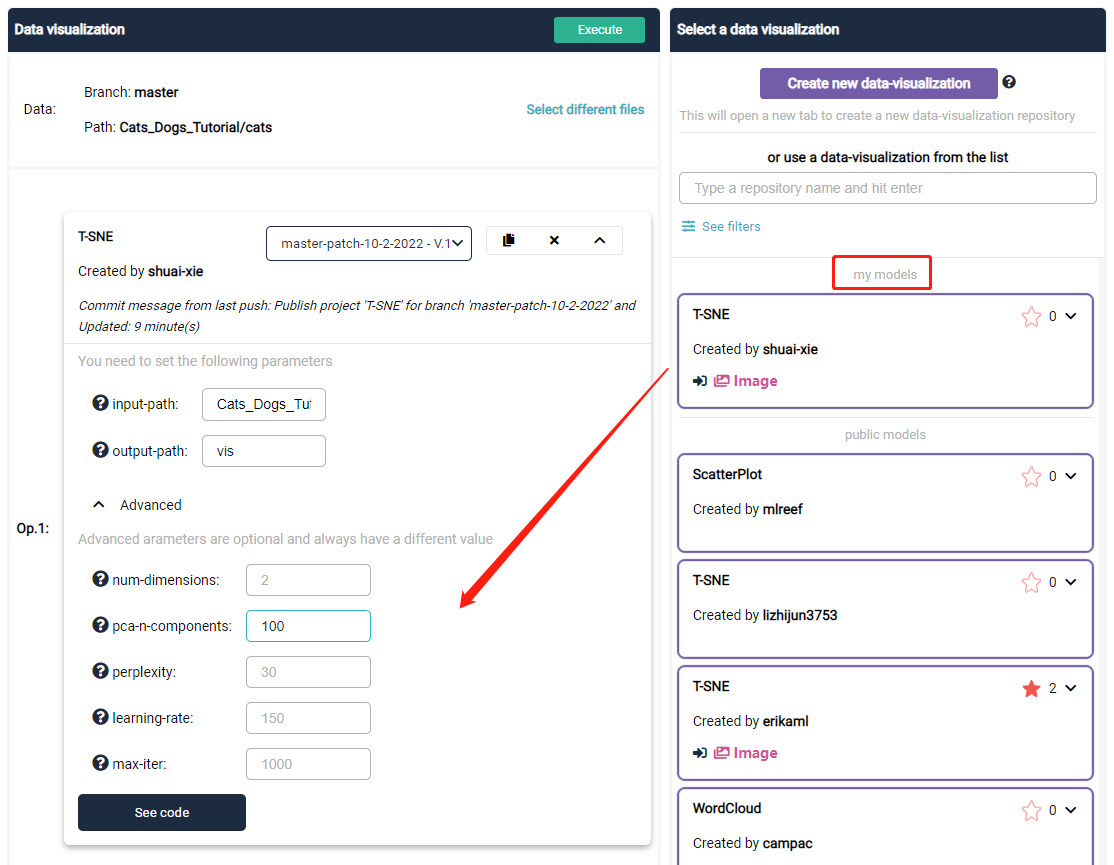 Data visualization
Execute
Data:
Branch: master
Path: Cats_Dogs_Tutorial/cats
Select different files
Op.1:
T-SNE
master-patch-10-2-2022 - V.1
Created by shuai-xie
Commit message from last push: Publish project 'T-SNE' for branch 'master-patch-10-2-2022' and
Updated: 9 minute(s)
You need to set the following parameters
input-path: Cats_Dogs_Tut
output-path: vis
Advanced
Advanced arameters are optional and always have a different value
num-dimensions: 2
pca-n-components: 100
perplexity: 30
learning-rate: 150
max-iter: 1000
See code
Select a data visualization
Create new data-visualization
This will open a new tab to create a new data-visualization repository
or use a data-visualization from the list
Type a repository name and hit enter
See filters
my models
T-SNE 0
Created by shuai-xie
Image
public models
ScatterPlot 0
Created by mlreef
T-SNE 0
Created by lizhijun3753
T-SNE 2
Created by erikaml
Image
WordCloud 0
Created by campac